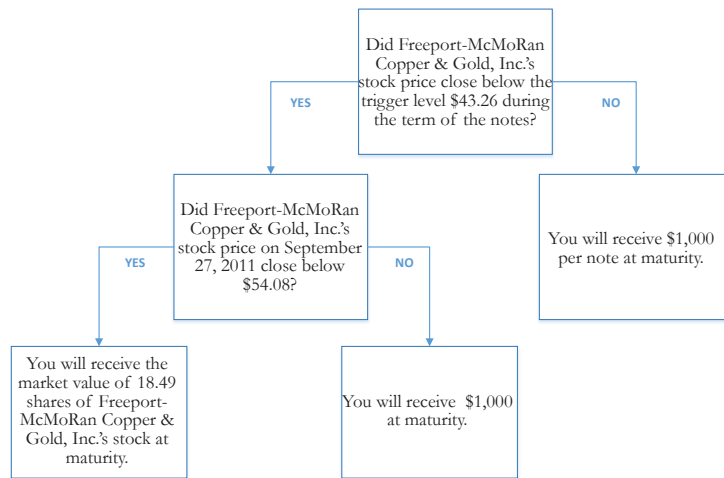 Did Freeport-McMoRan
Copper & Gold, Inc.'s
stock price close below the
trigger level $43.26 during
the term of the notes?
YES
NO
Did Freeport-McMoRan
Copper & Gold, Inc.'s
stock price on September
27, 2011 close below
$54.08?
You will receive $1,000
per note at maturity.
YES
NO
You will receive the
market value of 18.49
shares of Freeport-
McMoRan Copper &
Gold, Inc.'s stock at
maturity.
You will receive $1,000
at maturity.